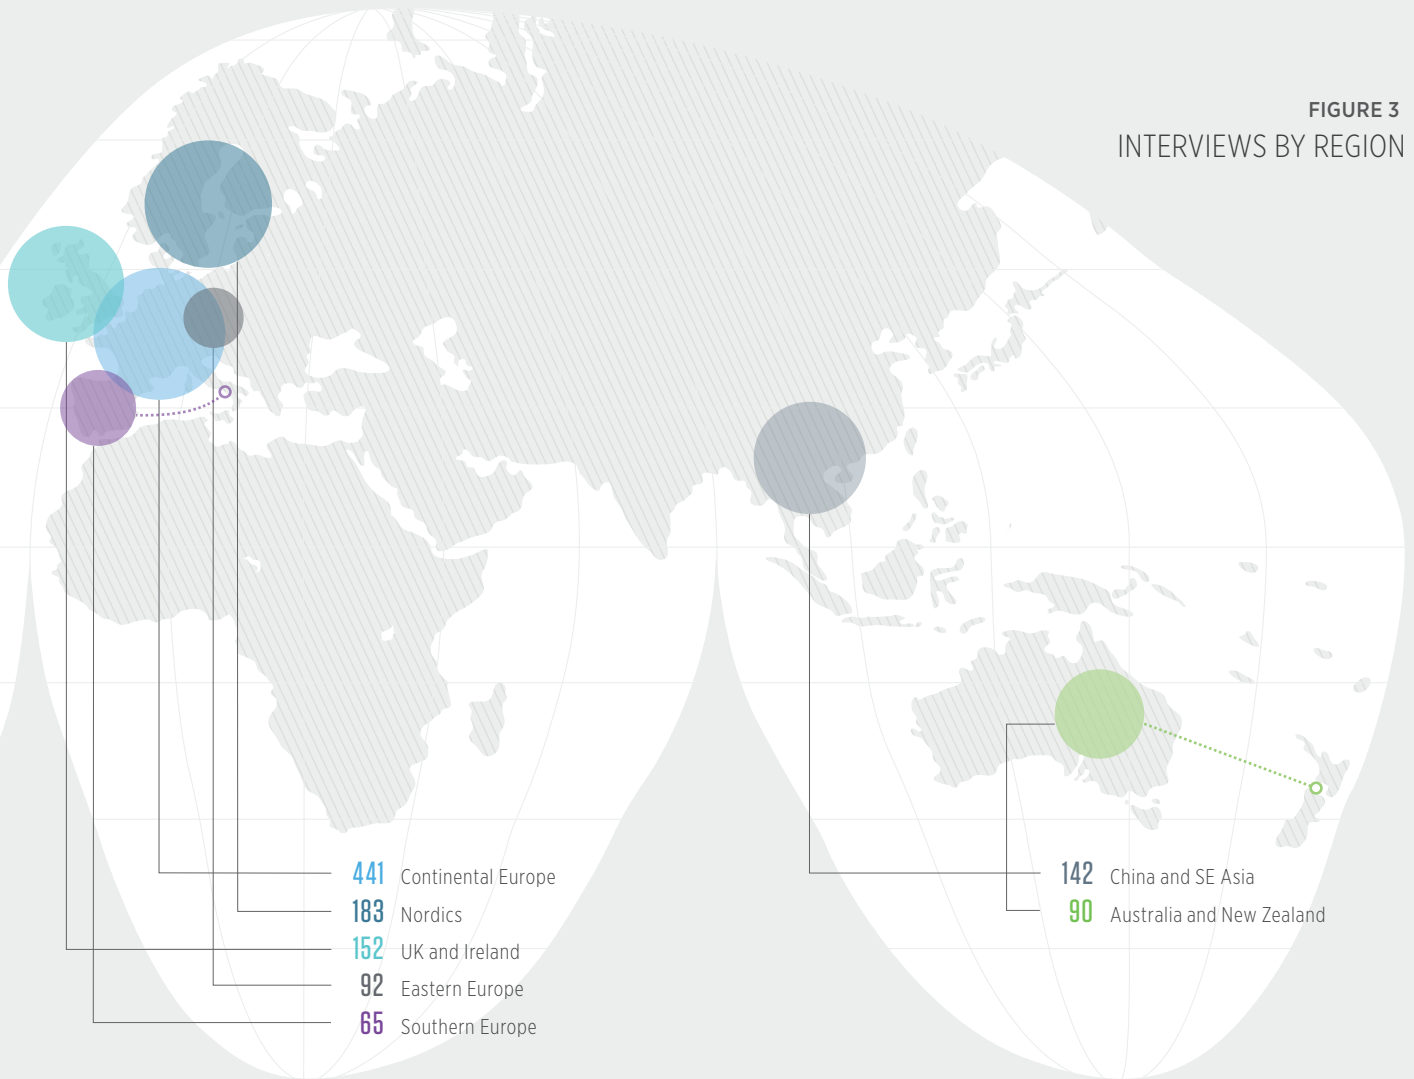 FIGURE 3
INTERVIEWS BY REGION
441 Continental Europe
183 Nordics
152 UK and Ireland
92 Eastern Europe
65 Southern Europe
142 China and SE Asia
90 Australia and New Zealand